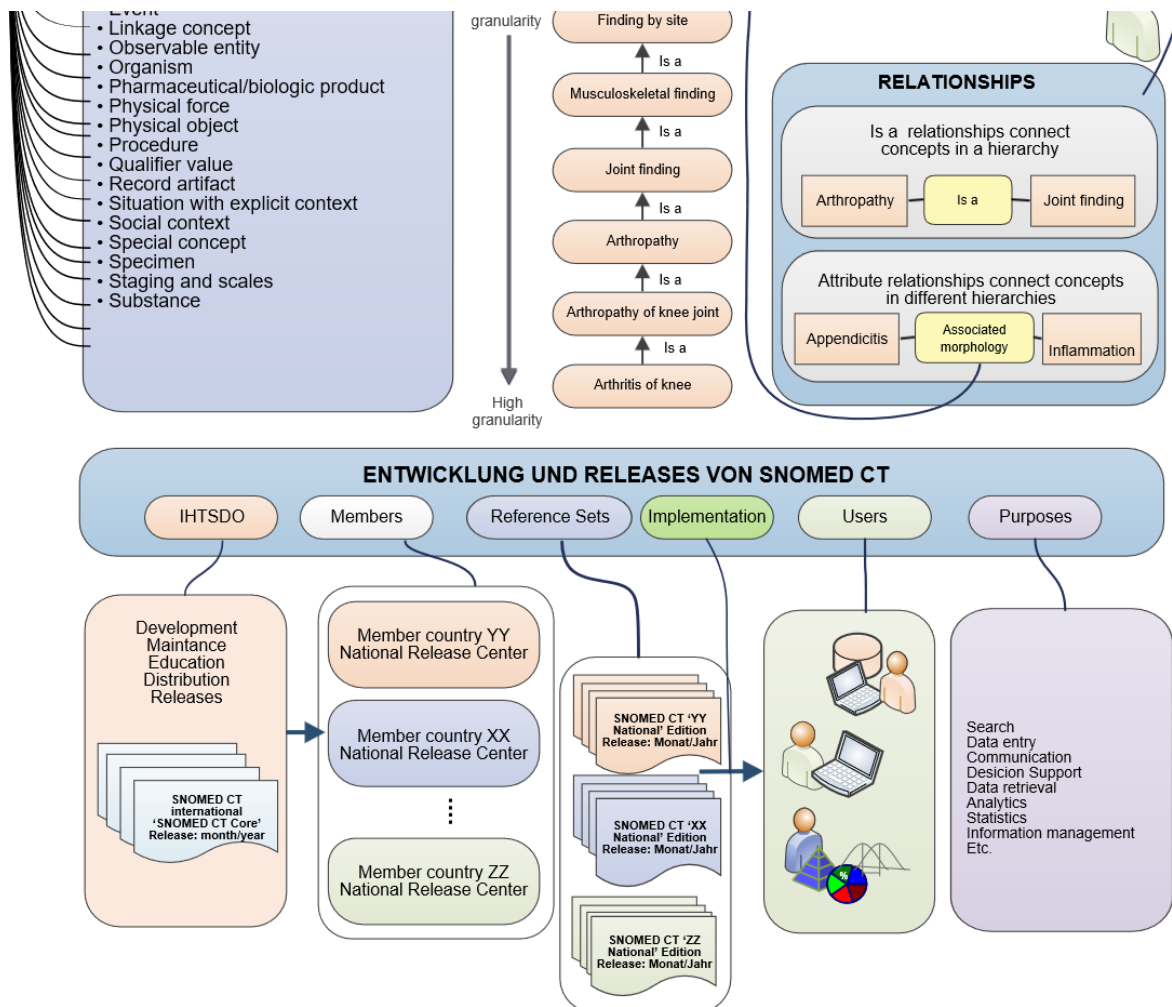 Event
• Linkage concept
• Observable entity
• Organism
• Pharmaceutical/biologic product
• Physical force
• Physical object
• Procedure
• Qualifier value
• Record artifact
• Situation with explicit context
• Social context
• Special concept
• Specimen
• Staging and scales
• Substance
granularity
High
granularity
Finding by site
Is a
Musculoskeletal finding
Is a
Joint finding
Is a
Arthropathy
Is a
Arthropathy of knee joint
Is a
Arthritis of knee
RELATIONSHIPS
Is a relationships connect
concepts in a hierarchy
Arthropathy
Is a
Joint finding
Attribute relationships connect concepts
in different hierarchies
Appendicitis
Associated
morphology
Inflammation
ENTWICKLUNG UND RELEASES VON SNOMED CT
IHTSDO
Members
Reference Sets
Implementation
Users
Purposes
Development
Maintance
Education
Distribution
Releases
SNOMED CT
international
‘SNOMED CT Core’
Release: month/year
Member country YY
National Release Center
Member country XX
National Release Center
Member country ZZ
National Release Center
SNOMED CT ‘YY
National’ Edition
Release: Monat/Jahr
SNOMED CT ‘XX
National’ Edition
Release: Monat/Jahr
SNOMED CT ‘ZZ
National’ Edition
Release: Monat/Jahr
%
Search
Data entry
Communication
Desicion Support
Data retrieval
Analytics
Statistics
Information management
Etc.